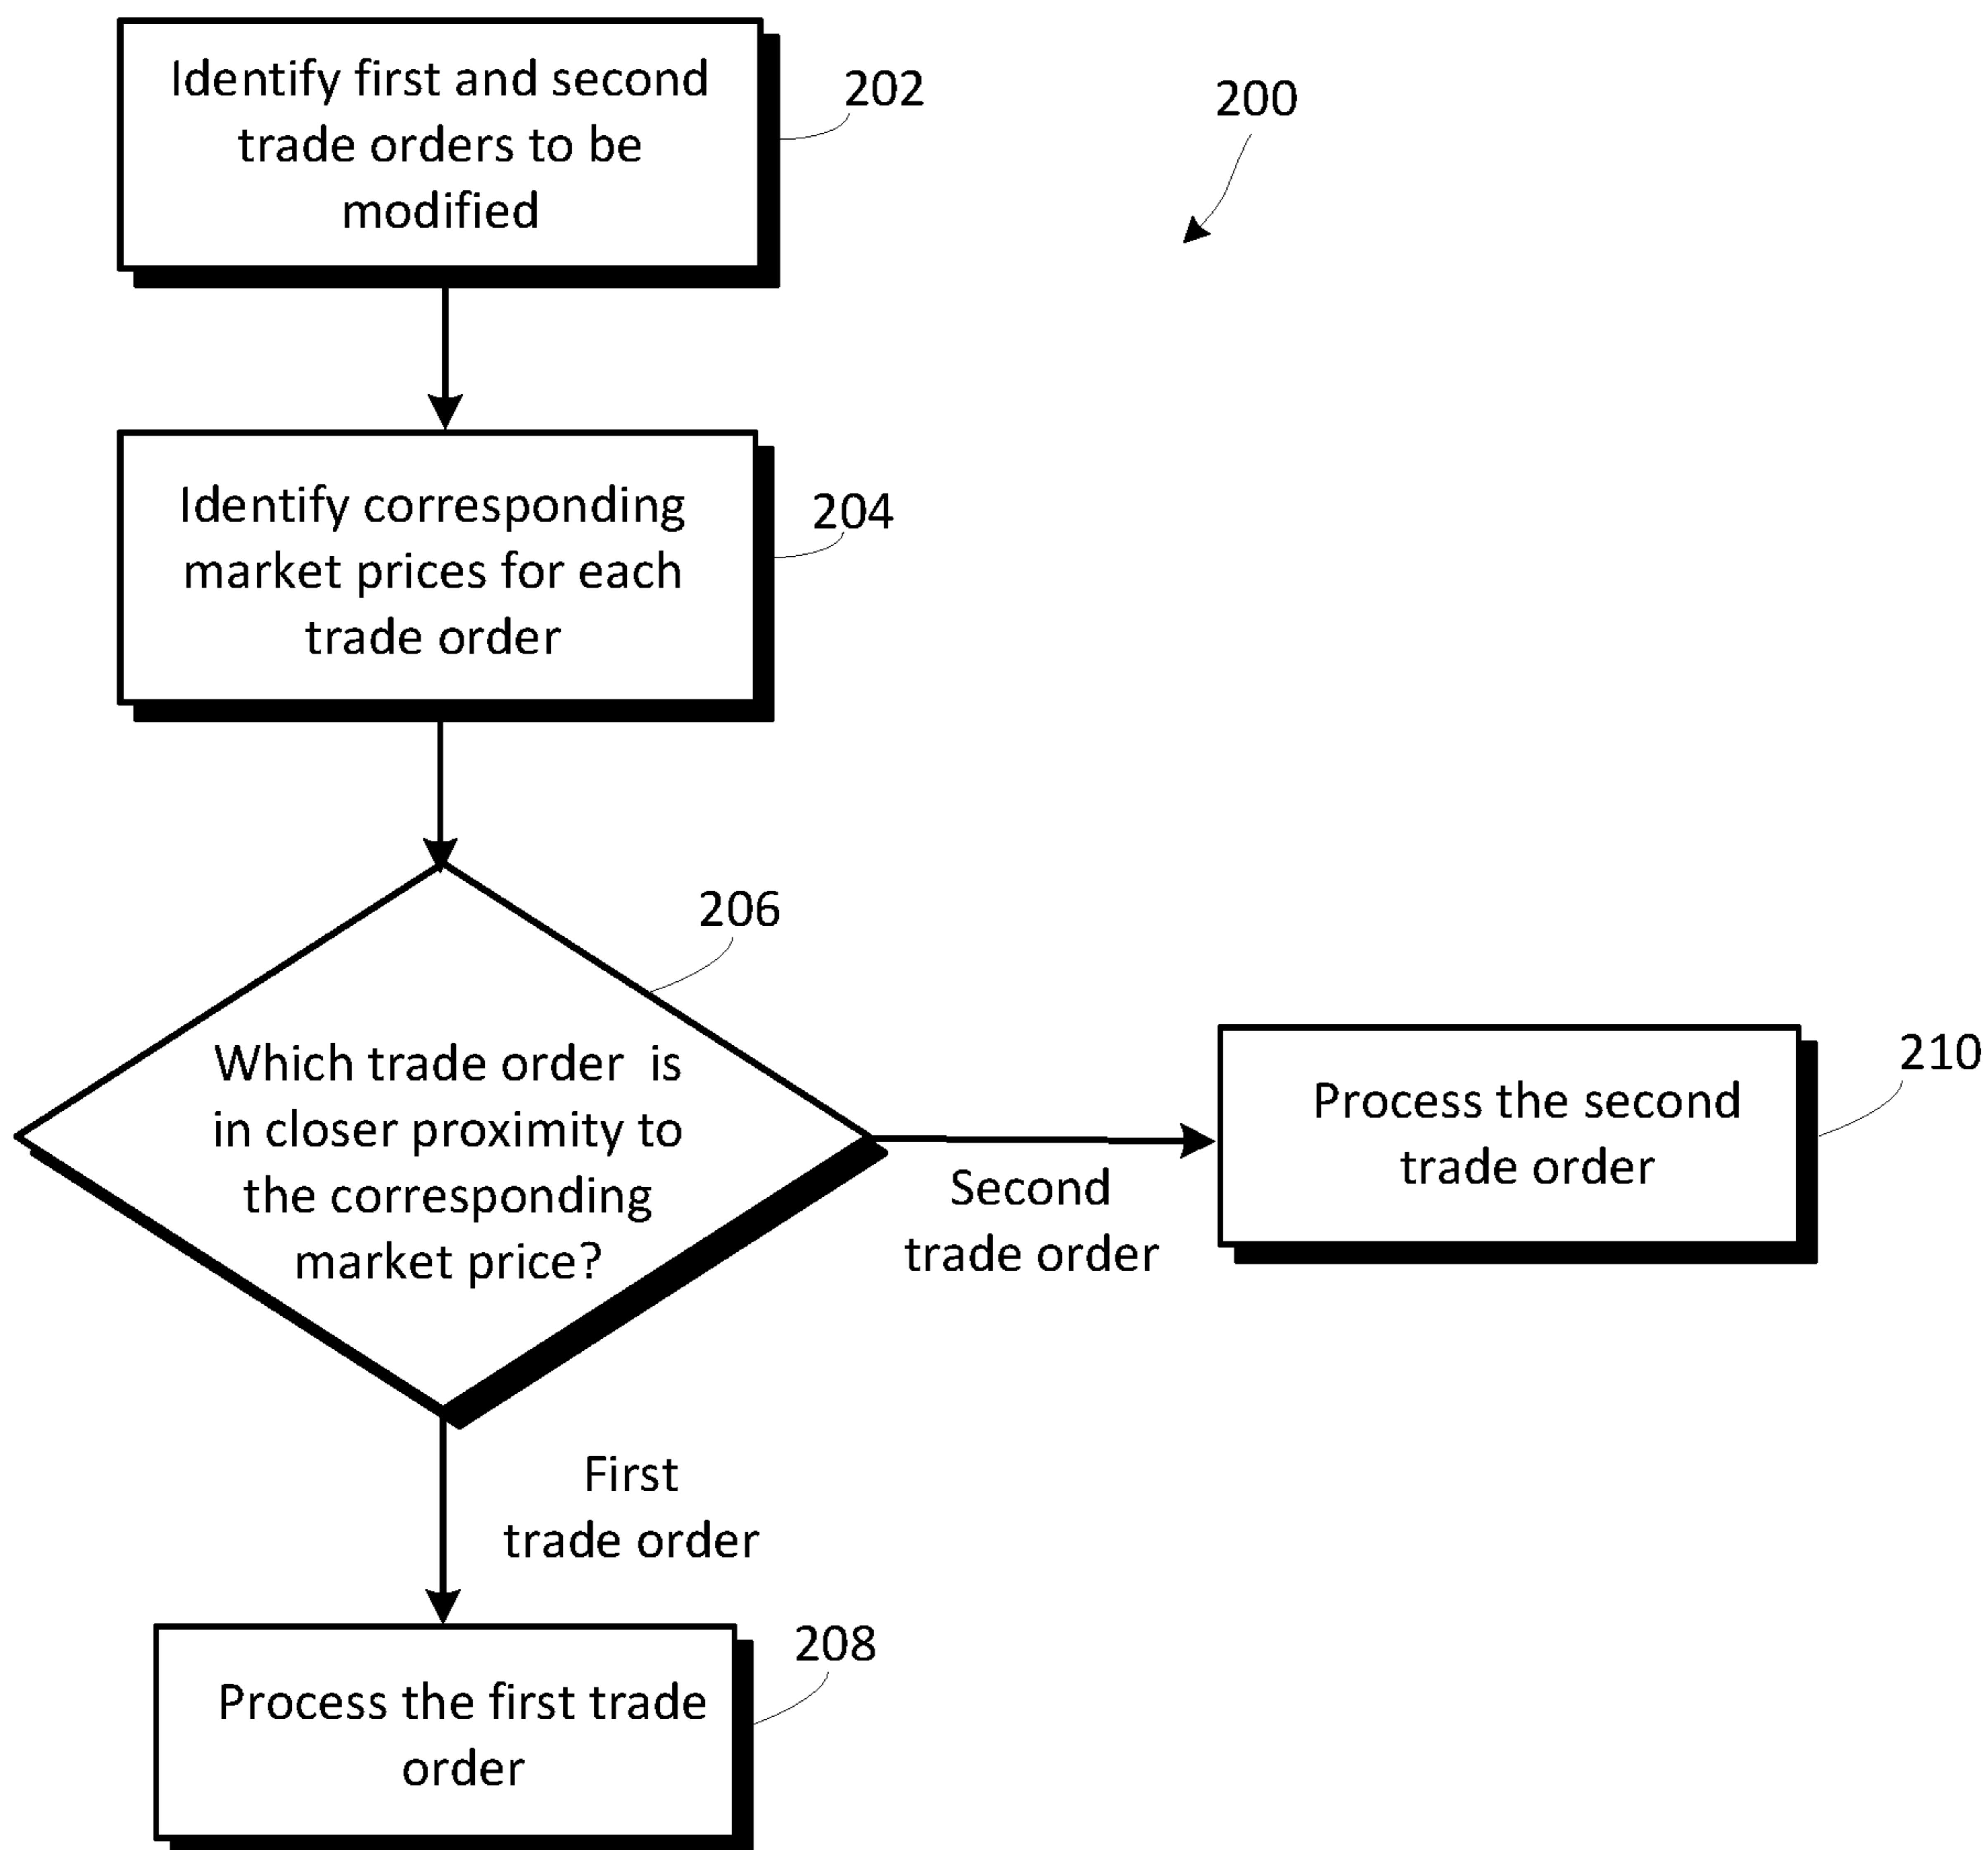 Identify first and second
trade orders to be
modified
202
200
Identify corresponding
market prices for each
trade order
204
206
Which trade order is
in closer proximity to
the corresponding
market price?
Second
trade order
Process the second
trade order
210
First
trade order
Process the first trade
order
208